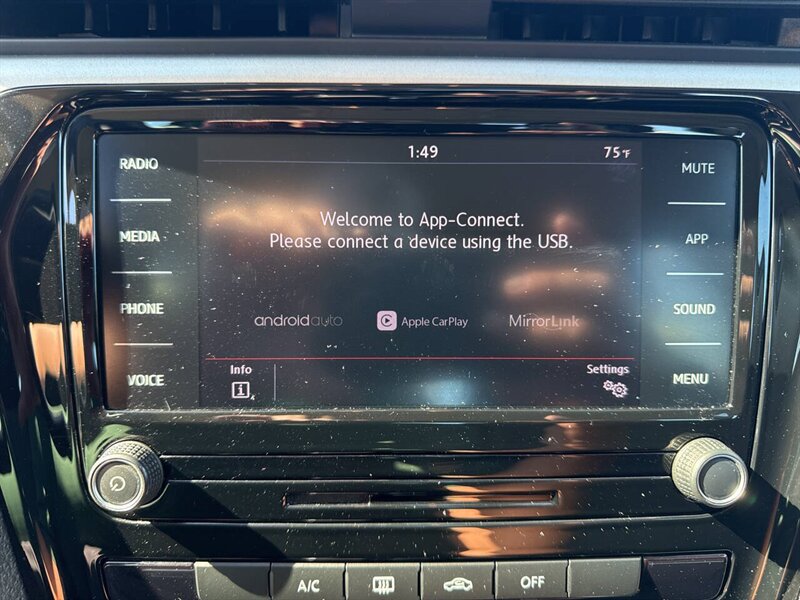 1:49
75°F
RADIO
MEDIA
PHONE
VOICE
Welcome to App-Connect.
Please connect a device using the USB.
androidauto
Apple CarPlay
MirrorLink
Info
i
4
Settings
MUTE
APP
SOUND
MENU
A/C
OFF